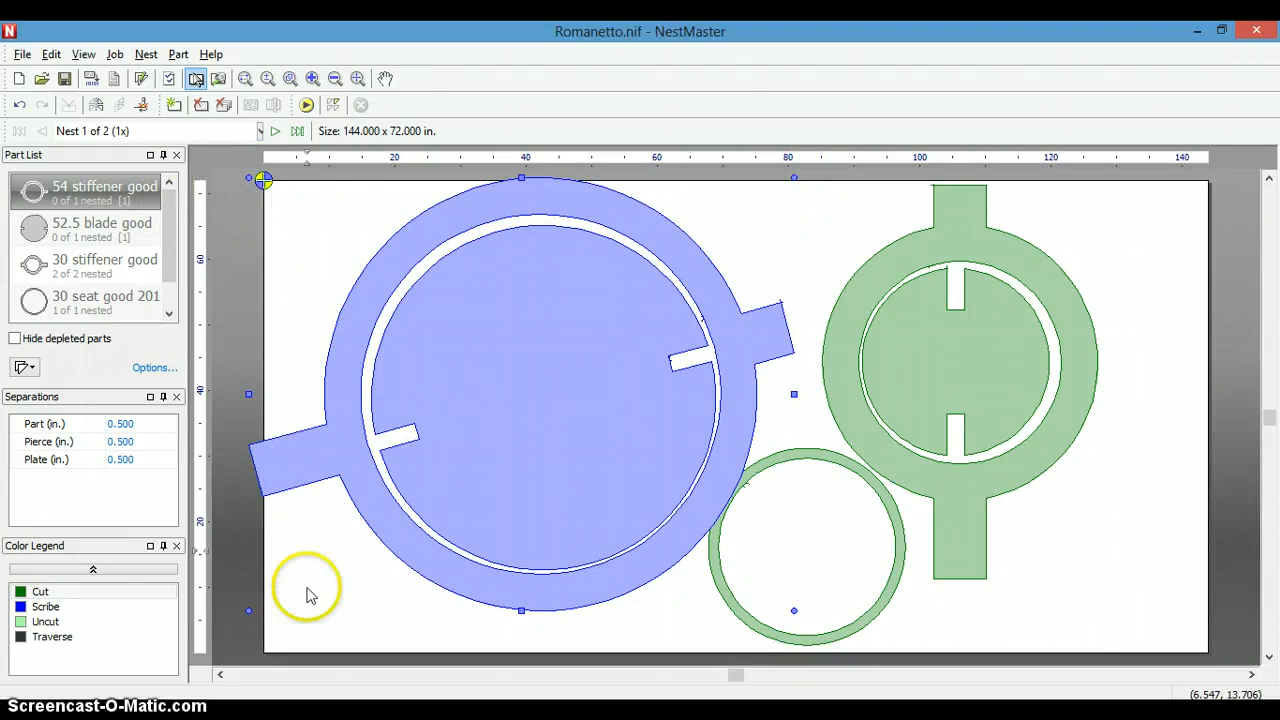 Romanetto.nif - NestMaster
File Edit View Job Nest Part Help
Nest 1 of 2 (1x) Size: 144.000 x 72.000 in.
Part List
20 40 60 80 100 120 140
54 stiffener good
0 of 1 nested [1]
52.5 blade good
0 of 1 nested [1]
30 stiffener good
2 of 2 nested
30 seat good 201
1 of 1 nested
60
40
20
Hide depleted parts
Options...
Separations
Part (in.) 0.500
Pierce (in.) 0.500
Plate (in.) 0.500
Color Legend
Cut
Scribe
Uncut
Traverse
(6.547, 13.706)
Screencast-O-Matic.com